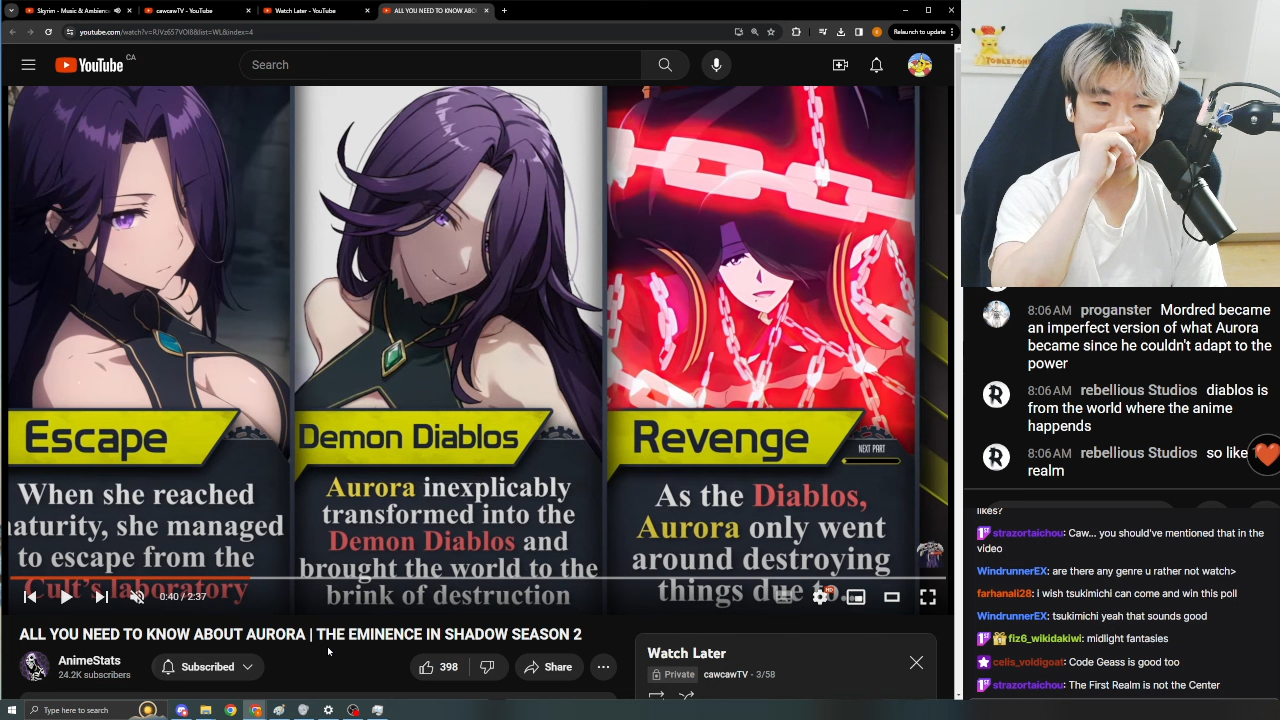 Skyrim - Music & Ambienc
cawcawTV - YouTube
Watch Later - YouTube
ALL YOU NEED TO KNOW ABO
youtube.com/watch?v=RJVz657VOI8&list=WL&index=4
Relaunch to update
YouTube CA
Search
Escape
When she reached
aturity, she managed
to escape from the
Cult's laboratory
Demon Diablos
Aurora inexplicably
transformed into the
Demon Diablos and
brought the world to the
brink of destruction
Revenge
NEXT PART
As the Diablos,
Aurora only went
around destroying
things due to
0:40 / 2:37
HD
ALL YOU NEED TO KNOW ABOUT AURORA | THE EMINENCE IN SHADOW SEASON 2
AnimeStats
24.2K subscribers
Subscribed
398
Share
Watch Later
Private cawcawTV - 3/58
Type here to search
TOBLERONE
8:06 AM proganster Mordred became
an imperfect version of what Aurora
became since he couldn't adapt to the
power
8:06 AM rebellious Studios diablos is
from the world where the anime
happends
8:06 AM rebellious Studios so like
realm
likes?
strazortaichou: Caw... you should've mentioned that in the
video
WindrunnerEX: are there any genre u rather not watch>
farhanali28: i wish tsukimichi can come and win this poll
WindrunnerEX: tsukimichi yeah that sounds good
fiz6_wikidakiwi: midlight fantasies
celis_voldigoat: Code Geass is good too
strazortaichou: The First Realm is not the Center